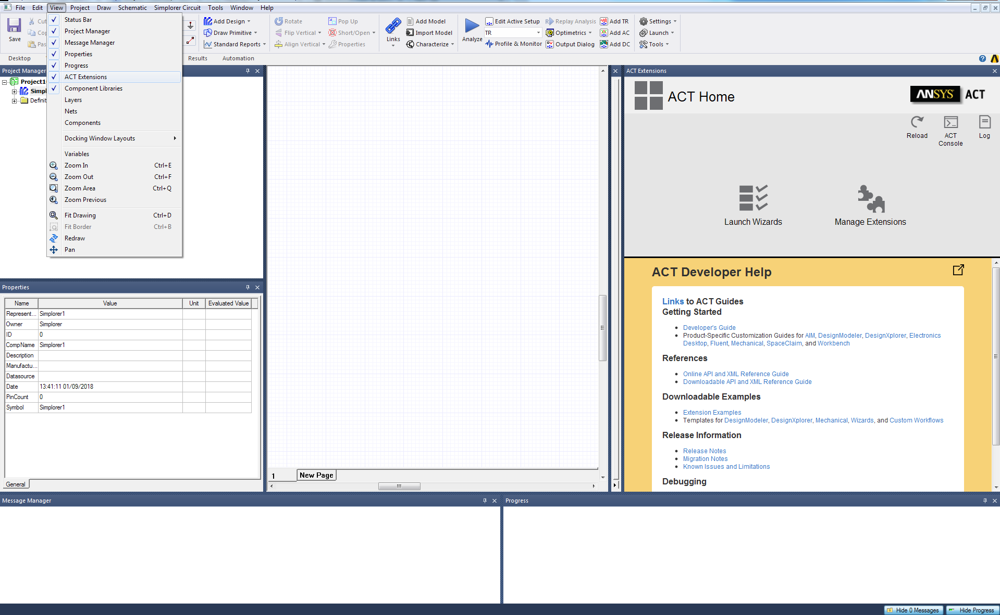 File Edit View Project Draw Schematic Simplorer Circuit Tools Window Help
Save
Desktop
Add Design
Draw Primitive
Standard Reports
Rotate
Flip Vertical
Align Vertical
Pop Up
Short/Open
Properties
Links
Add Model
Import Model
Characterize
Analyze
Edit Active Setup
TR
Profile & Monitor
Replay Analysis
Optimetrics
Output Dialog
Add TR
Add AC
Add DC
Settings
Launch
Tools
Results Automation
Status Bar
Project Manager
Message Manager
Properties
Progress
ACT Extensions
Component Libraries
Layers
Nets
Components
Docking Window Layouts
Variables
Zoom In Ctrl+E
Zoom Out Ctrl+F
Zoom Area Ctrl+Q
Zoom Previous
Fit Drawing Ctrl+D
Fit Border Ctrl+B
Redraw
Pan
Project Manager
Properties
Name Value Unit Evaluated Value
Represent... Simplorer1
Owner Simplorer
ID 0
CompName Simplorer1
Description
Manufactu...
Datasource
Date 13:41:11 01/09/2018
PinCount 0
Symbol Simplorer1
General
1 New Page
ACT Extensions
ACT Home
ANSYS ACT
Reload
ACT Console
Log
Launch Wizards
Manage Extensions
ACT Developer Help
Links to ACT Guides
Getting Started
Developer's Guide
Product-Specific Customization Guides for AIM, DesignModeler, DesignXplorer, Electronics
Desktop, Fluent, Mechanical, SpaceClaim, and Workbench
References
Online API and XML Reference Guide
Downloadable API and XML Reference Guide
Downloadable Examples
Extension Examples
Templates for DesignModeler, DesignXplorer, Mechanical, Wizards, and Custom Workflows
Release Information
Release Notes
Migration Notes
Known Issues and Limitations
Debugging
Message Manager
Progress
Hide 0 Messages
Hide Progress